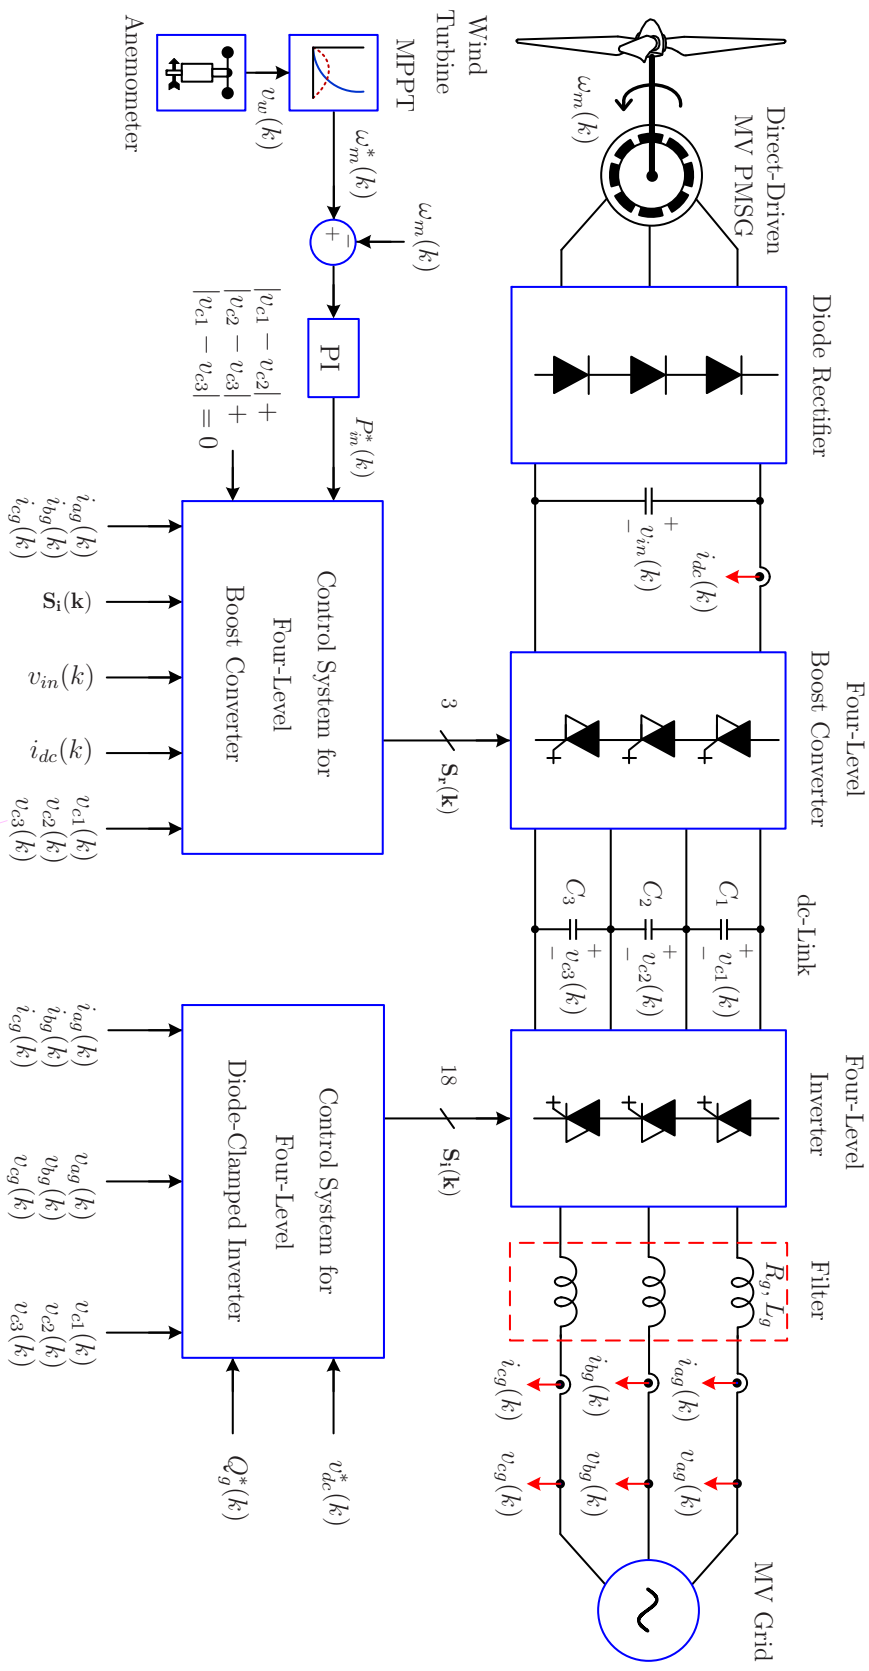 Direct-Driven
MV PMSG
Diode Rectifier
Four-Level
Boost Converter
dc-Link
Four-Level
Inverter
Filter
MV Grid
ω_m(k)
+
−
v_in(k)
i_dc(k)
C_1
+
−
v_c1(k)
C_2
+
−
v_c2(k)
C_3
+
−
v_c3(k)
R_g, L_g
i_ag(k)
i_bg(k)
i_cg(k)
v_ag(k)
v_bg(k)
v_cg(k)
Wind
Turbine
MPPT
Anemometer
v_w(k)
ω*_m(k)
ω_m(k)
+
−
PI
P*_in(k)
|v_c1 − v_c2| +
|v_c2 − v_c3| +
|v_c1 − v_c3| = 0
3
S_r(k)
Control System for
Four-Level
Boost Converter
i_ag(k)
i_bg(k)
i_cg(k)
S_i(k)
v_in(k)
i_dc(k)
v_c1(k)
v_c2(k)
v_c3(k)
18
S_i(k)
Control System for
Four-Level
Diode-Clamped Inverter
i_ag(k)
i_bg(k)
i_cg(k)
v_ag(k)
v_bg(k)
v_cg(k)
v_c1(k)
v_c2(k)
v_c3(k)
v*_dc(k)
Q*_g(k)